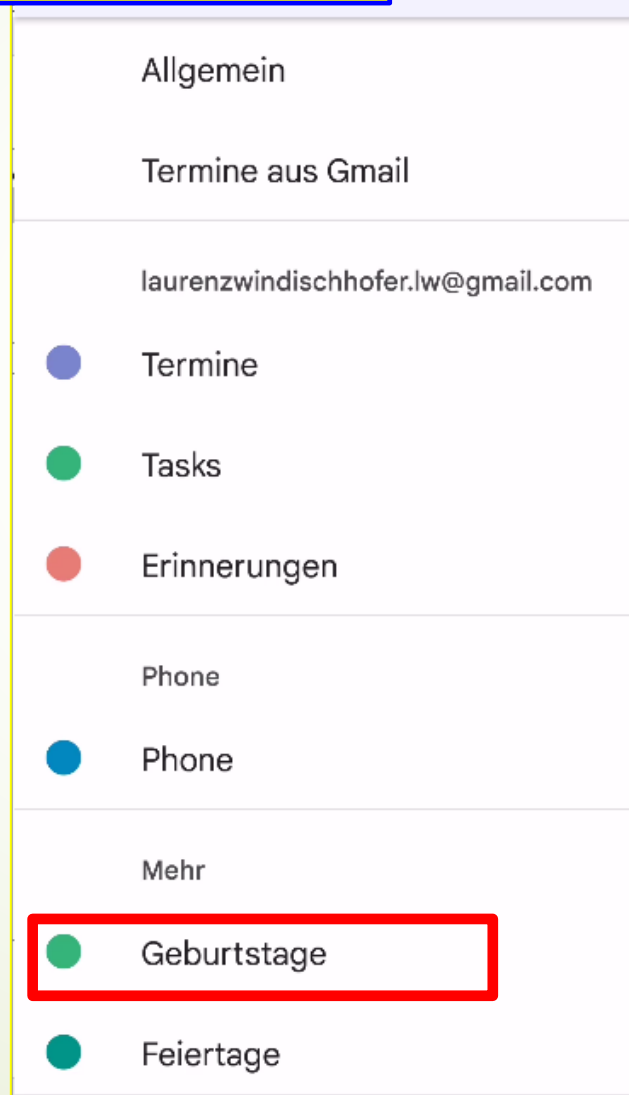 Allgemein
Termine aus Gmail
laurenzwindischhofer.lw@gmail.com
Termine
Tasks
Erinnerungen
Phone
Phone
Mehr
Geburtstage
Feiertage